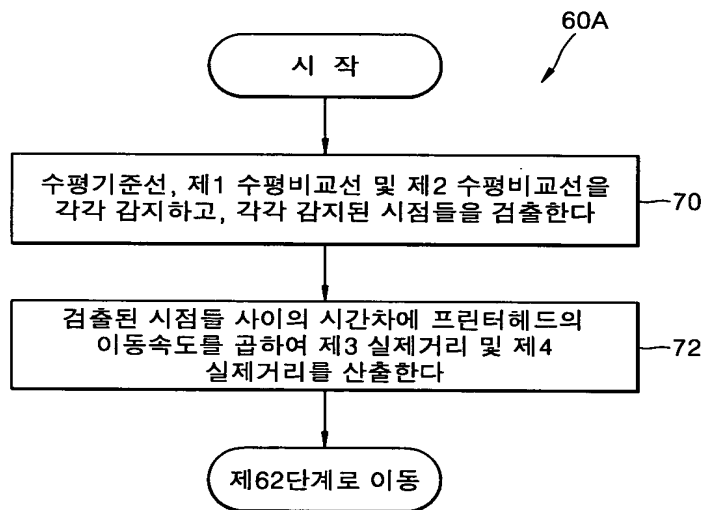 60A
시 작
수평기준선, 제1 수평비교선 및 제2 수평비교선을
각각 감지하고, 각각 감지된 시점들을 검출한다
70
검출된 시점들 사이의 시간차에 프린터헤드의
이동속도를 곱하여 제3 실제거리 및 제4
실제거리를 산출한다
72
제62단계로 이동